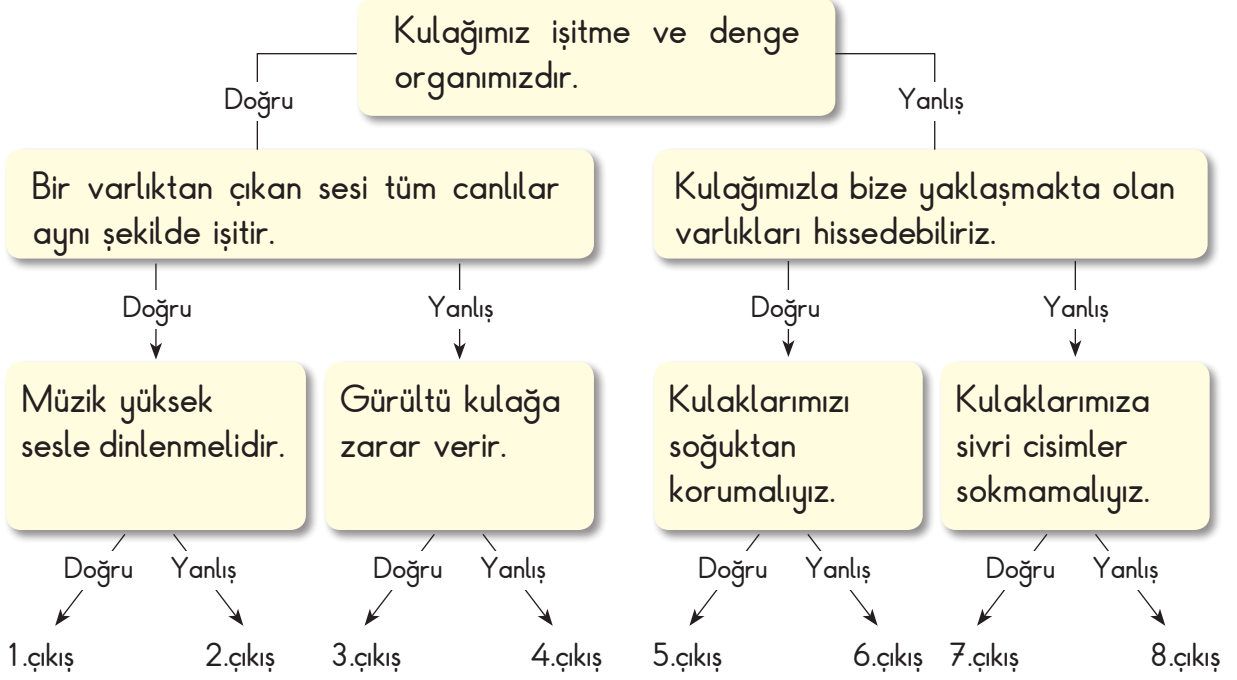 Kulağımız işitme ve denge
organımızdır.
Doğru
Yanlış
Bir varlıktan çıkan sesi tüm canlılar
aynı şekilde işitir.
Kulağımızla bize yaklaşmakta olan
varlıkları hissedebiliriz.
Doğru
Yanlış
Doğru
Yanlış
Müzik yüksek
sesle dinlenmelidir.
Gürültü kulağa
zarar verir.
Kulaklarımızı
soğuktan
korumalıyız.
Kulaklarımıza
sivri cisimler
sokmamalıyız.
Doğru Yanlış
Doğru Yanlış
Doğru Yanlış
Doğru Yanlış
1.çıkış 2.çıkış 3.çıkış 4.çıkış 5.çıkış 6.çıkış 7.çıkış 8.çıkış